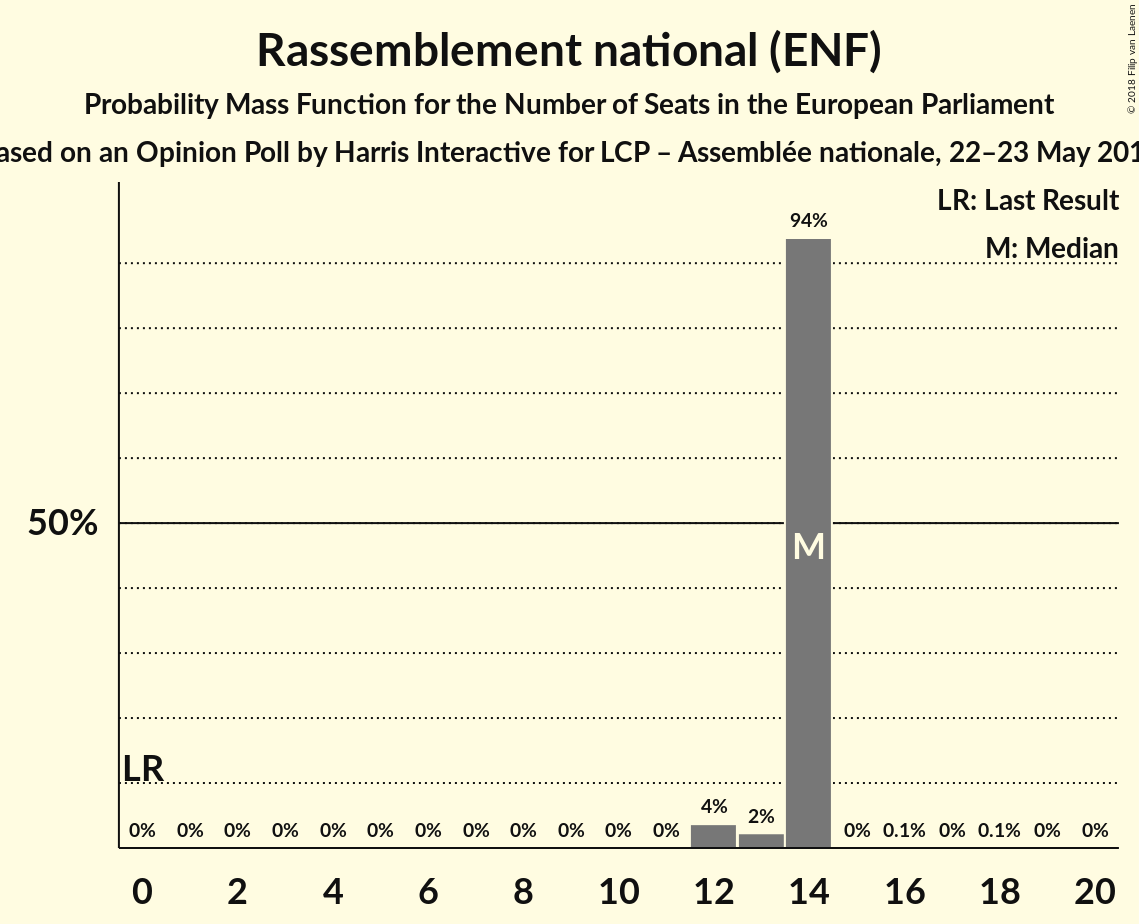 Rassemblement national (ENF)
Probability Mass Function for the Number of Seats in the European Parliament
on an Opinion Poll by Harris Interactive for LCP – Assemblée nationale, 22–23 May
© 2018 Filip van Laenen
LR: Last Result
M: Median
94%
50%
M
LR
0% 0% 0% 0% 0% 0% 0% 0% 0% 0% 0% 0% 4% 2% 0% 0.1% 0% 0.1% 0% 0%
0 2 4 6 8 10 12 14 16 18 20